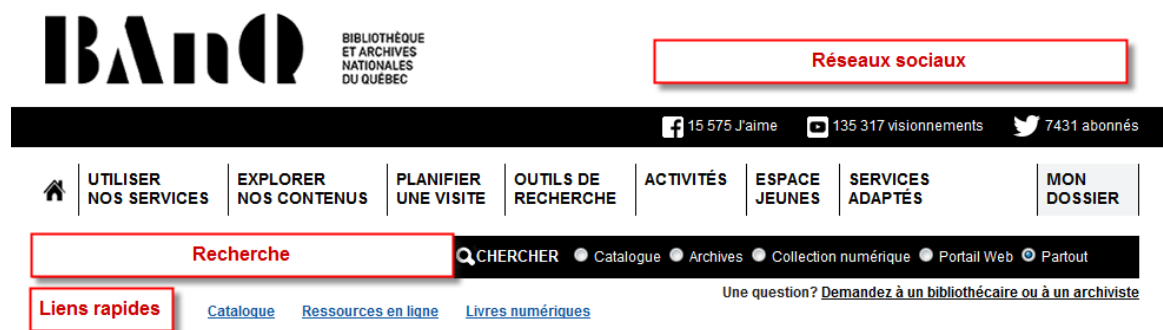 BAnQ
BIBLIOTHÈQUE
ET ARCHIVES
NATIONALES
DU QUÉBEC
Réseaux sociaux
15 575 J'aime 135 317 visionnements 7431 abonnés
UTILISER
NOS SERVICES
EXPLORER
NOS CONTENUS
PLANIFIER
UNE VISITE
OUTILS DE
RECHERCHE
ACTIVITÉS
ESPACE
JEUNES
SERVICES
ADAPTÉS
MON
DOSSIER
Recherche
CHERCHER Catalogue Archives Collection numérique Portail Web Partout
Une question? Demandez à un bibliothécaire ou à un archiviste
Liens rapides
Catalogue Ressources en ligne Livres numériques